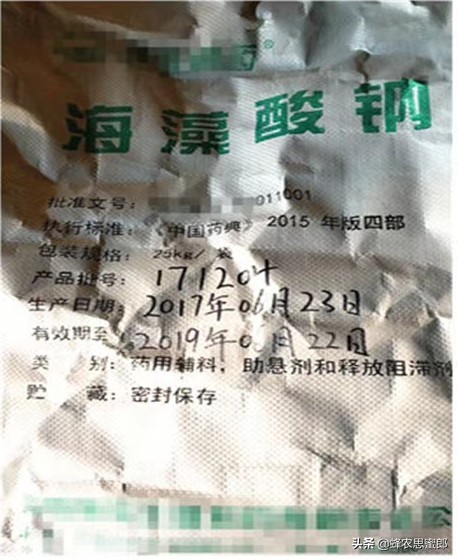 海藻酸钠
批准文号: 011001
执行标准:《中国药典》2015 年版四部
包装规格: 25kg/袋
产品批号: 171204
生产日期: 2017年06月23日
有效期至 2019年0 月22日
类 别: 药用辅料，助悬剂和释放阻滞剂
贮 藏: 密封保存
头条 @蜂农思蜜郎